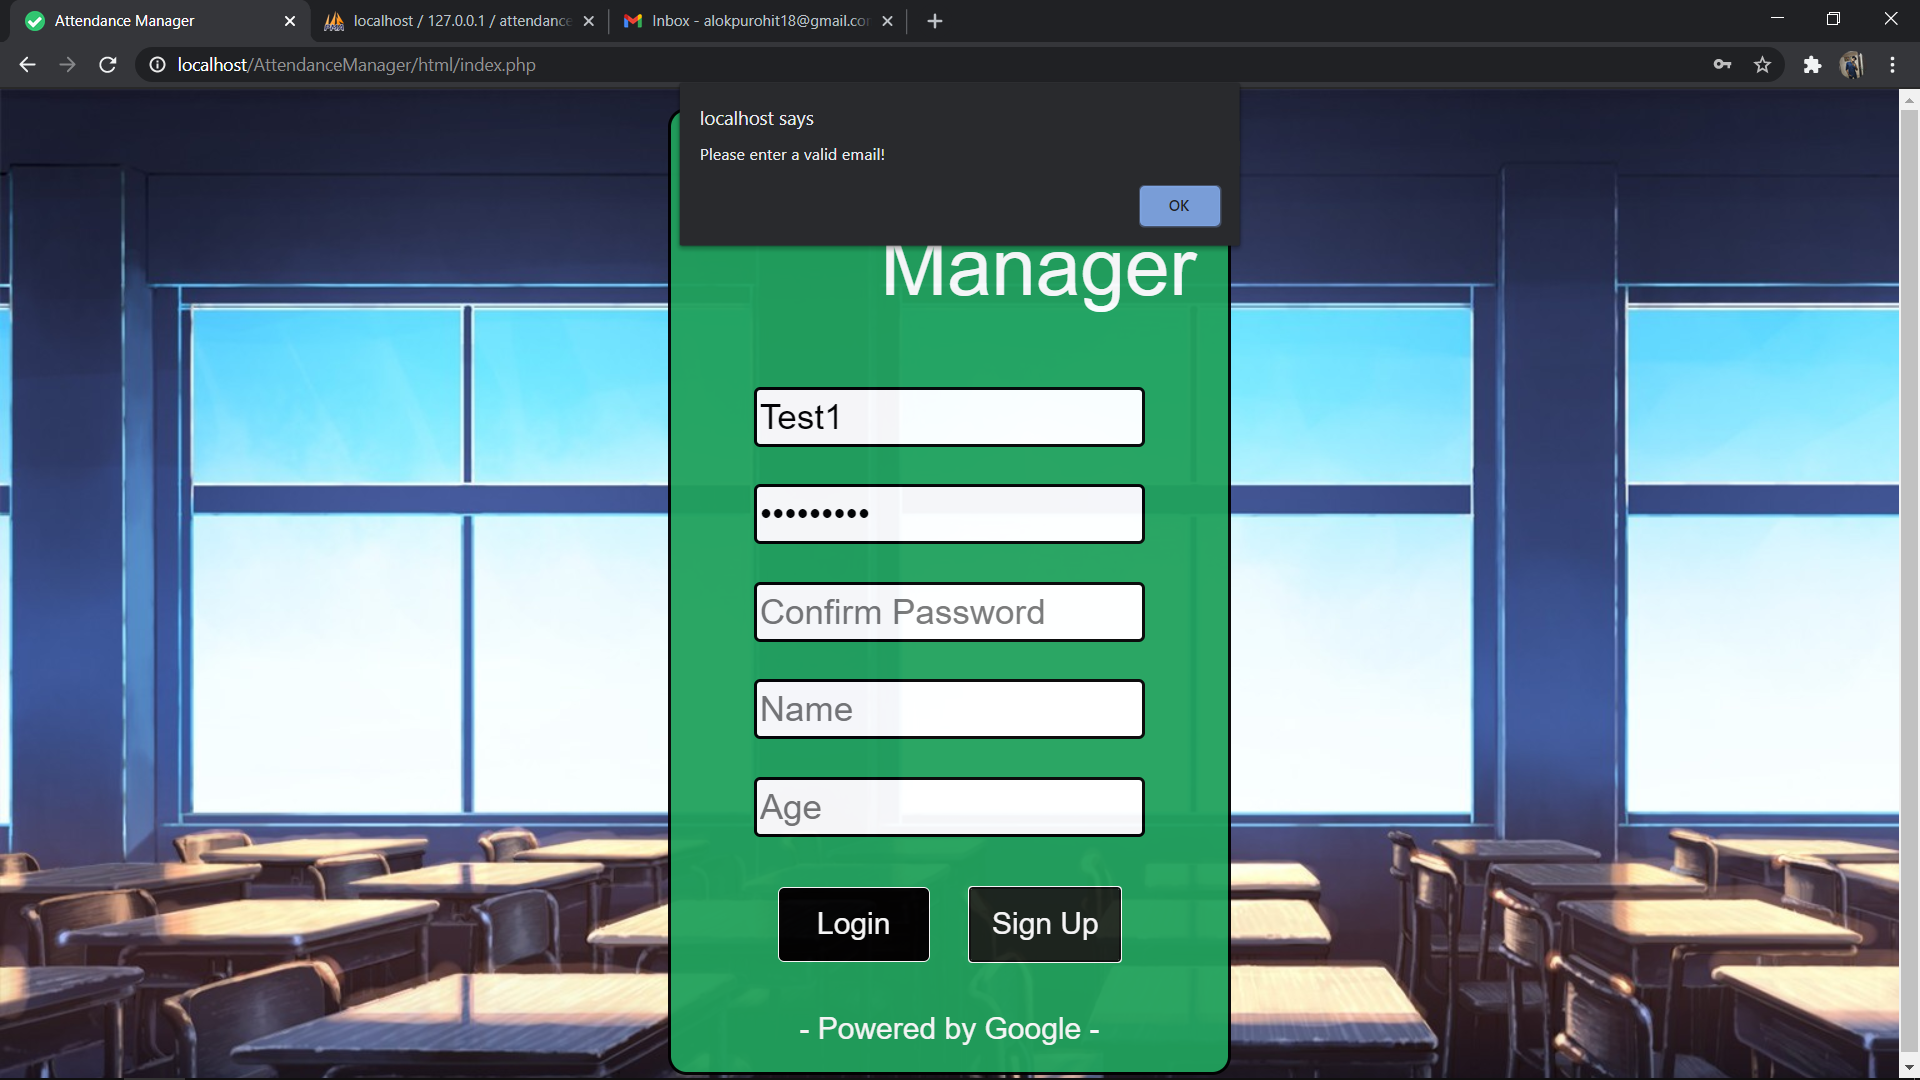 Attendance Manager
localhost / 127.0.0.1 / attendance
Inbox - alokpurohit18@gmail.co
localhost/AttendanceManager/html/index.php
localhost says
Please enter a valid email!
OK
Manager
Test1
•••••••••
Confirm Password
Name
Age
Login
Sign Up
- Powered by Google -